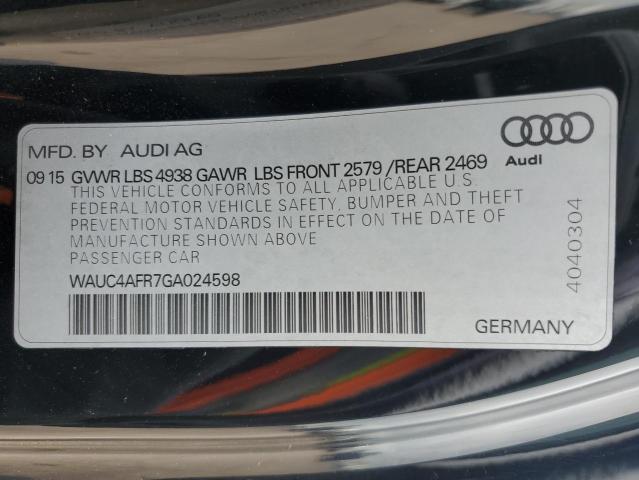 MFD. BY AUDI AG
Audi
09 15 GVWR LBS 4938 GAWR LBS FRONT 2579 /REAR 2469
THIS VEHICLE CONFORMS TO ALL APPLICABLE U.S.
FEDERAL MOTOR VEHICLE SAFETY, BUMPER AND THEFT
PREVENTION STANDARDS IN EFFECT ON THE DATE OF
MANUFACTURE SHOWN ABOVE
PASSENGER CAR
4040304
WAUC4AFR7GA024598
GERMANY